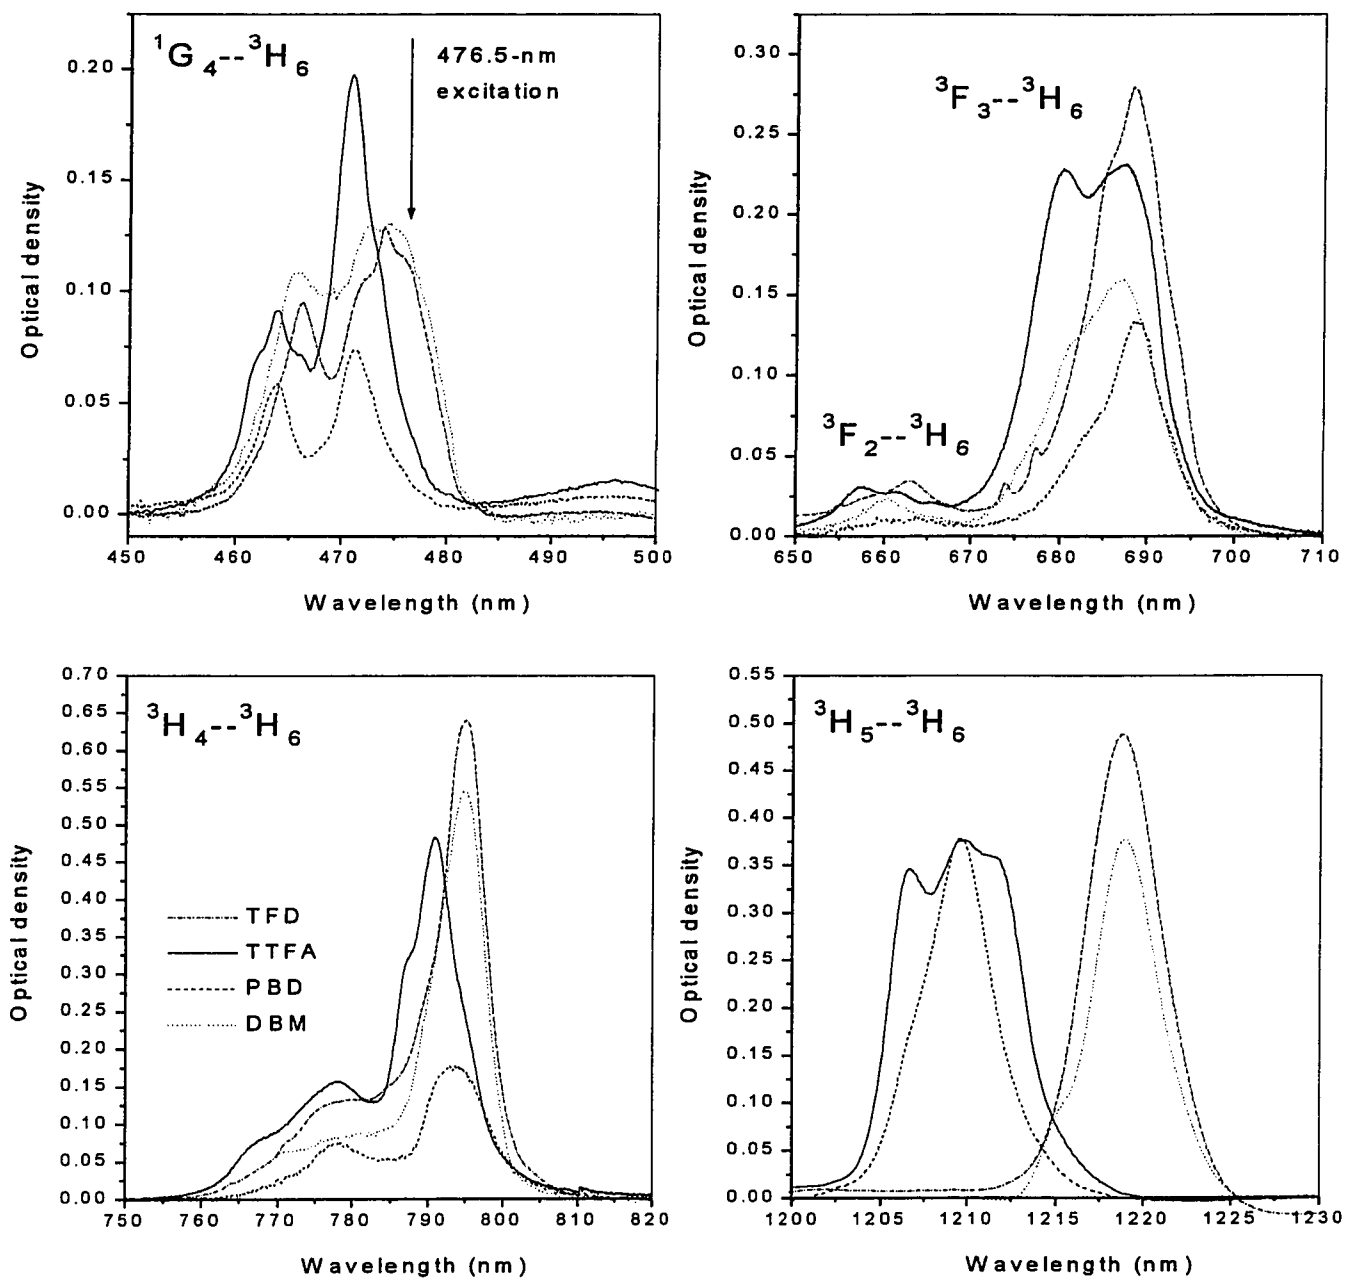 ¹G₄--³H₆
476.5-nm
excitation
0.20
0.15
0.10
0.05
0.00
Optical density
450 460 470 480 490 500
Wavelength (nm)
³F₃--³H₆
³F₂--³H₆
0.30
0.25
0.20
0.15
0.10
0.05
0.00
Optical density
650 660 670 680 690 700 710
Wavelength (nm)
³H₄--³H₆
0.70
0.65
0.60
0.55
0.50
0.45
0.40
0.35
0.30
0.25
0.20
0.15
0.10
0.05
0.00
TFD
TTFA
PBD
DBM
Optical density
750 760 770 780 790 800 810 820
Wavelength (nm)
³H₅--³H₆
0.55
0.50
0.45
0.40
0.35
0.30
0.25
0.20
0.15
0.10
0.05
0.00
Optical density
1200 1205 1210 1215 1220 1225 1230
Wavelength (nm)